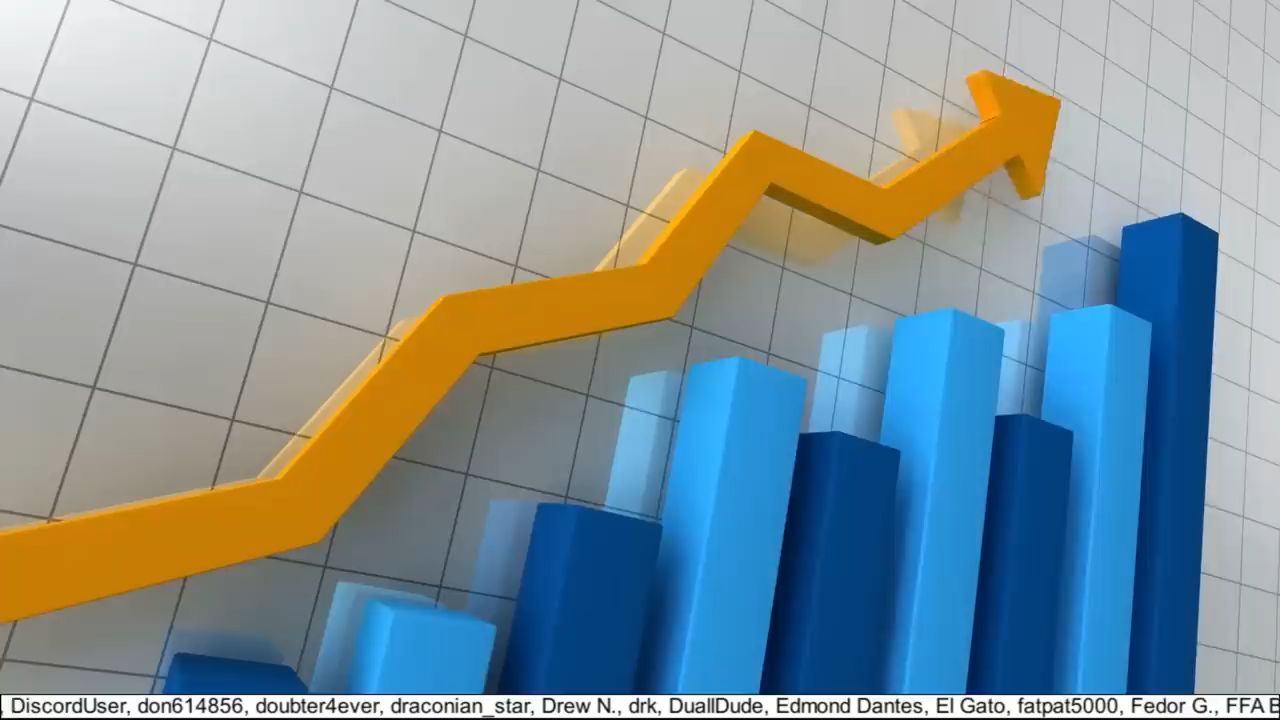 , DiscordUser, don614856, doubter4ever, draconian_star, Drew N., drk, DuallDude, Edmond Dantes, El Gato, fatpat5000, Fedor G., FFA